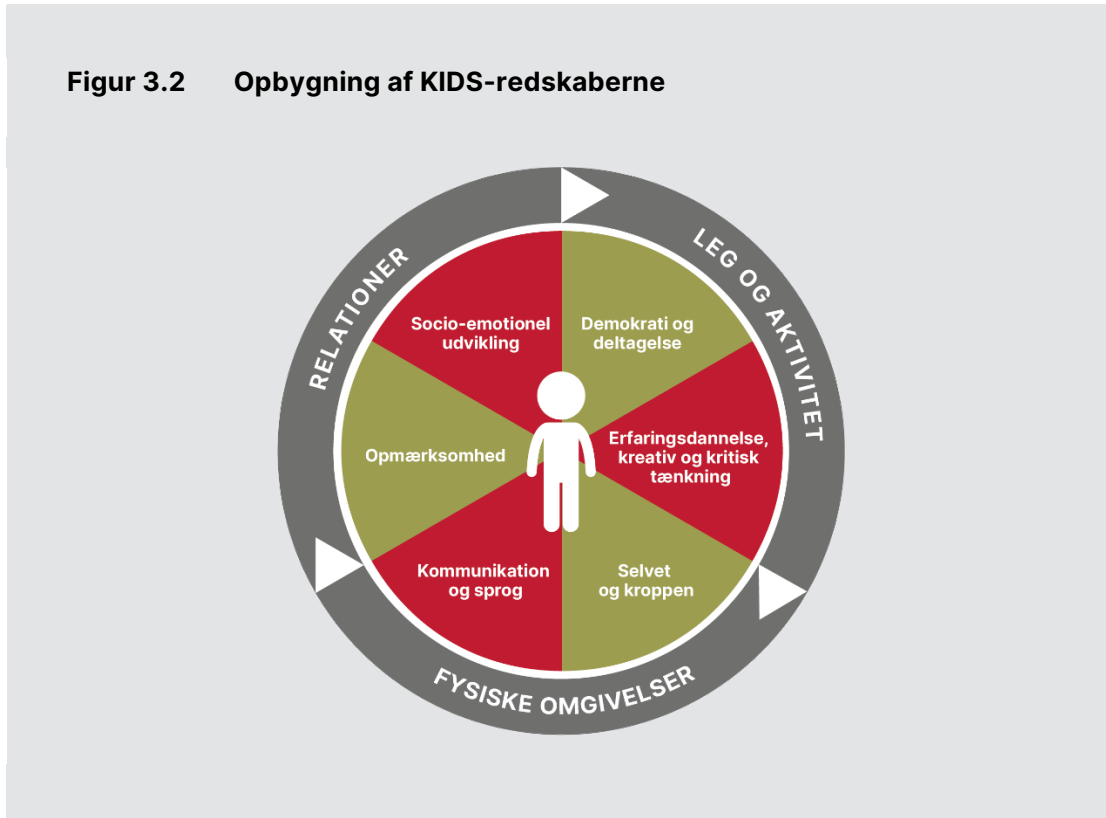 Figur 3.2 Opbygning af KIDS-redskaberne
RELATIONER
LEG OG AKTIVITET
Socio-emotionel
udvikling
Demokrati og
deltagelse
Opmærksomhed
Erfaringsdannelse,
kreativ og kritisk
tænkning
Kommunikation
og sprog
Selvet
og kroppen
FYSISKE OMGIVELSER